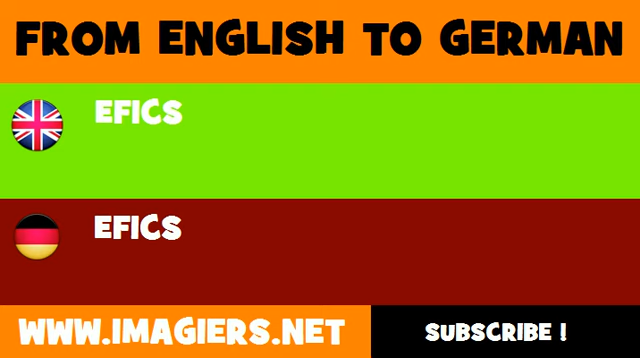 FROM ENGLISH TO GERMAN
EFICS
EFICS
WWW.IMAGIERS.NET
SUBSCRIBE !